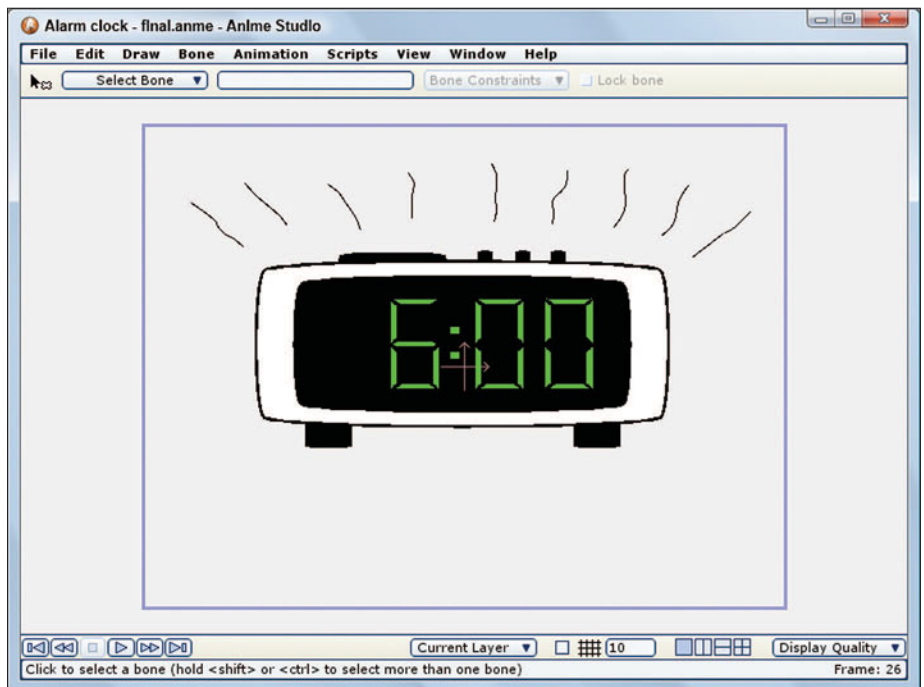 Alarm clock - final.anme - Anime Studio
File Edit Draw Bone Animation Scripts View Window Help
Select Bone Bone Constraints Lock bone
6:00
Current Layer 10 Display Quality
Click to select a bone (hold <shift> or <ctrl> to select more than one bone) Frame: 26